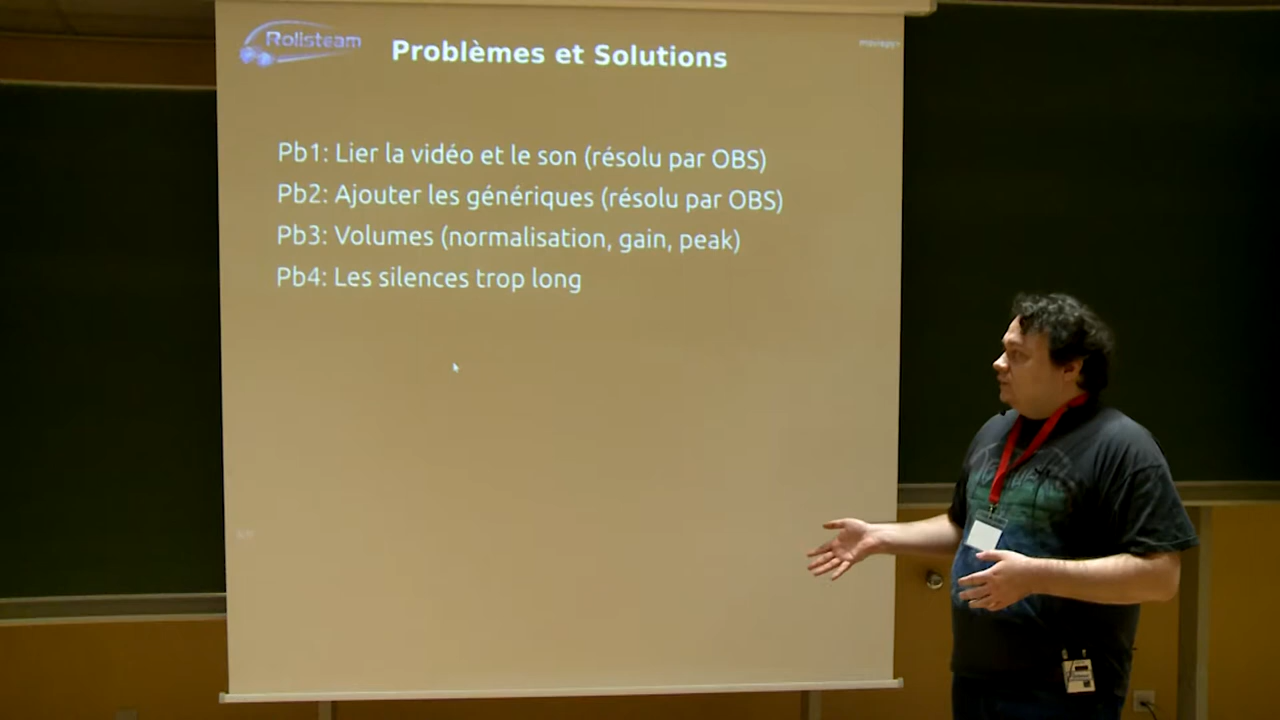 Rolisteam
Problèmes et Solutions
moviepy
Pb1: Lier la vidéo et le son (résolu par OBS)
Pb2: Ajouter les génériques (résolu par OBS)
Pb3: Volumes (normalisation, gain, peak)
Pb4: Les silences trop long